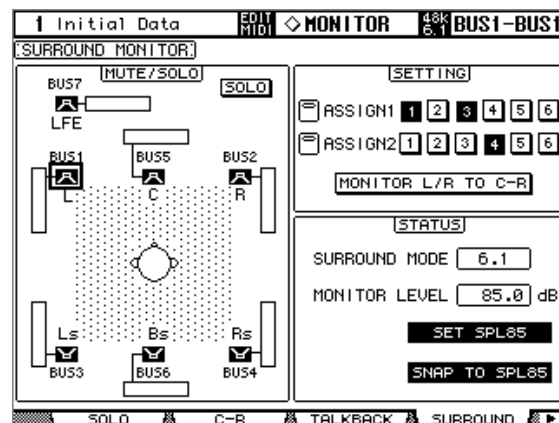 1 Initial Data EDIT MIDI ◇MONITOR 48K 6.1 BUS1-BUS1
SURROUND MONITOR
MUTE/SOLO
SOLO
BUS7
LFE
BUS1 BUS5 BUS2
L C R
Ls Bs Rs
BUS3 BUS6 BUS4
SETTING
ASSIGN1 1 2 3 4 5 6
ASSIGN2 1 2 3 4 5 6
MONITOR L/R TO C-R
STATUS
SURROUND MODE 6.1
MONITOR LEVEL 85.0 dB
SET SPL85
SNAP TO SPL85
SOLO C-R TALKBACK SURROUND